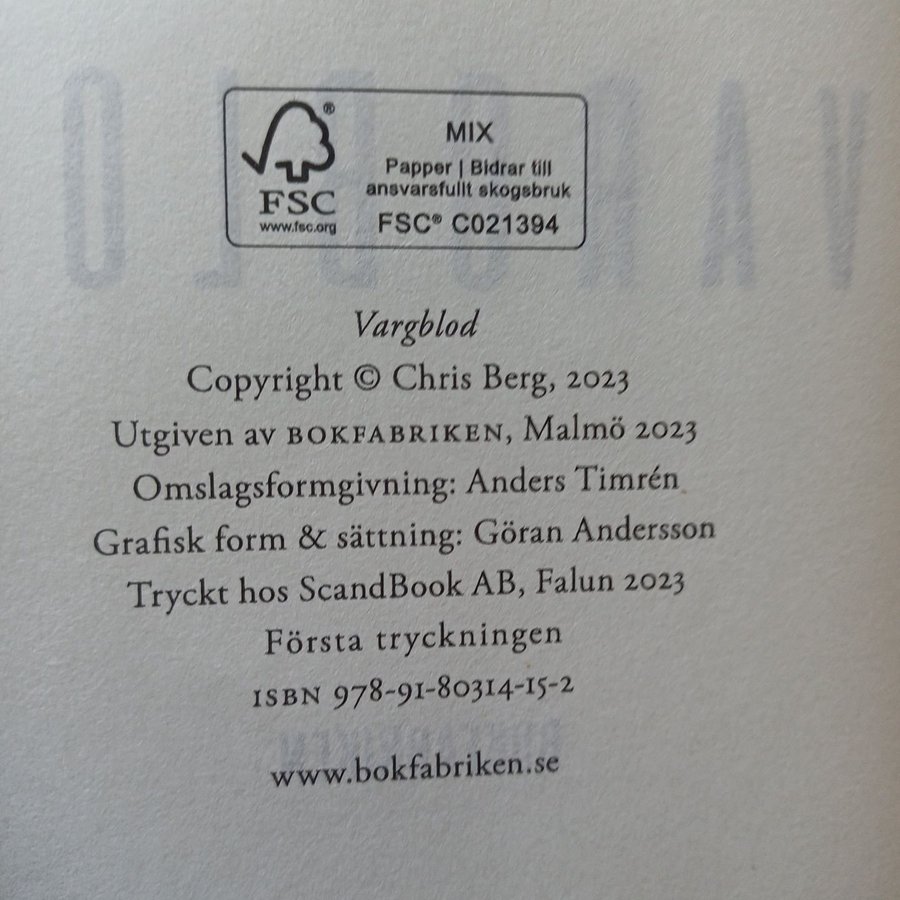 MIX
Papper | Bidrar till
ansvarsfullt skogsbruk
FSC® C021394
®
FSC
www.fsc.org
Vargblod
Copyright © Chris Berg, 2023
Utgiven av BOKFABRIKEN, Malmö 2023
Omslagsformgivning: Anders Timrén
Grafisk form & sättning: Göran Andersson
Tryckt hos ScandBook AB, Falun 2023
Första tryckningen
ISBN 978-91-80314-15-2
www.bokfabriken.se